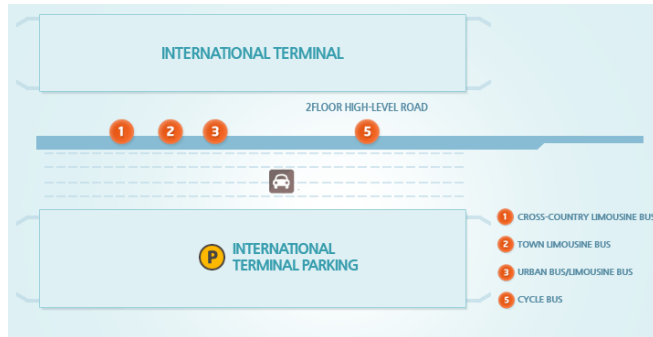 INTERNATIONAL TERMINAL
2FLOOR HIGH-LEVEL ROAD
1 2 3 5
P INTERNATIONAL
TERMINAL PARKING
1 CROSS-COUNTRY LIMOUSINE BUS
2 TOWN LIMOUSINE BUS
3 URBAN BUS/LIMOUSINE BUS
5 CYCLE BUS